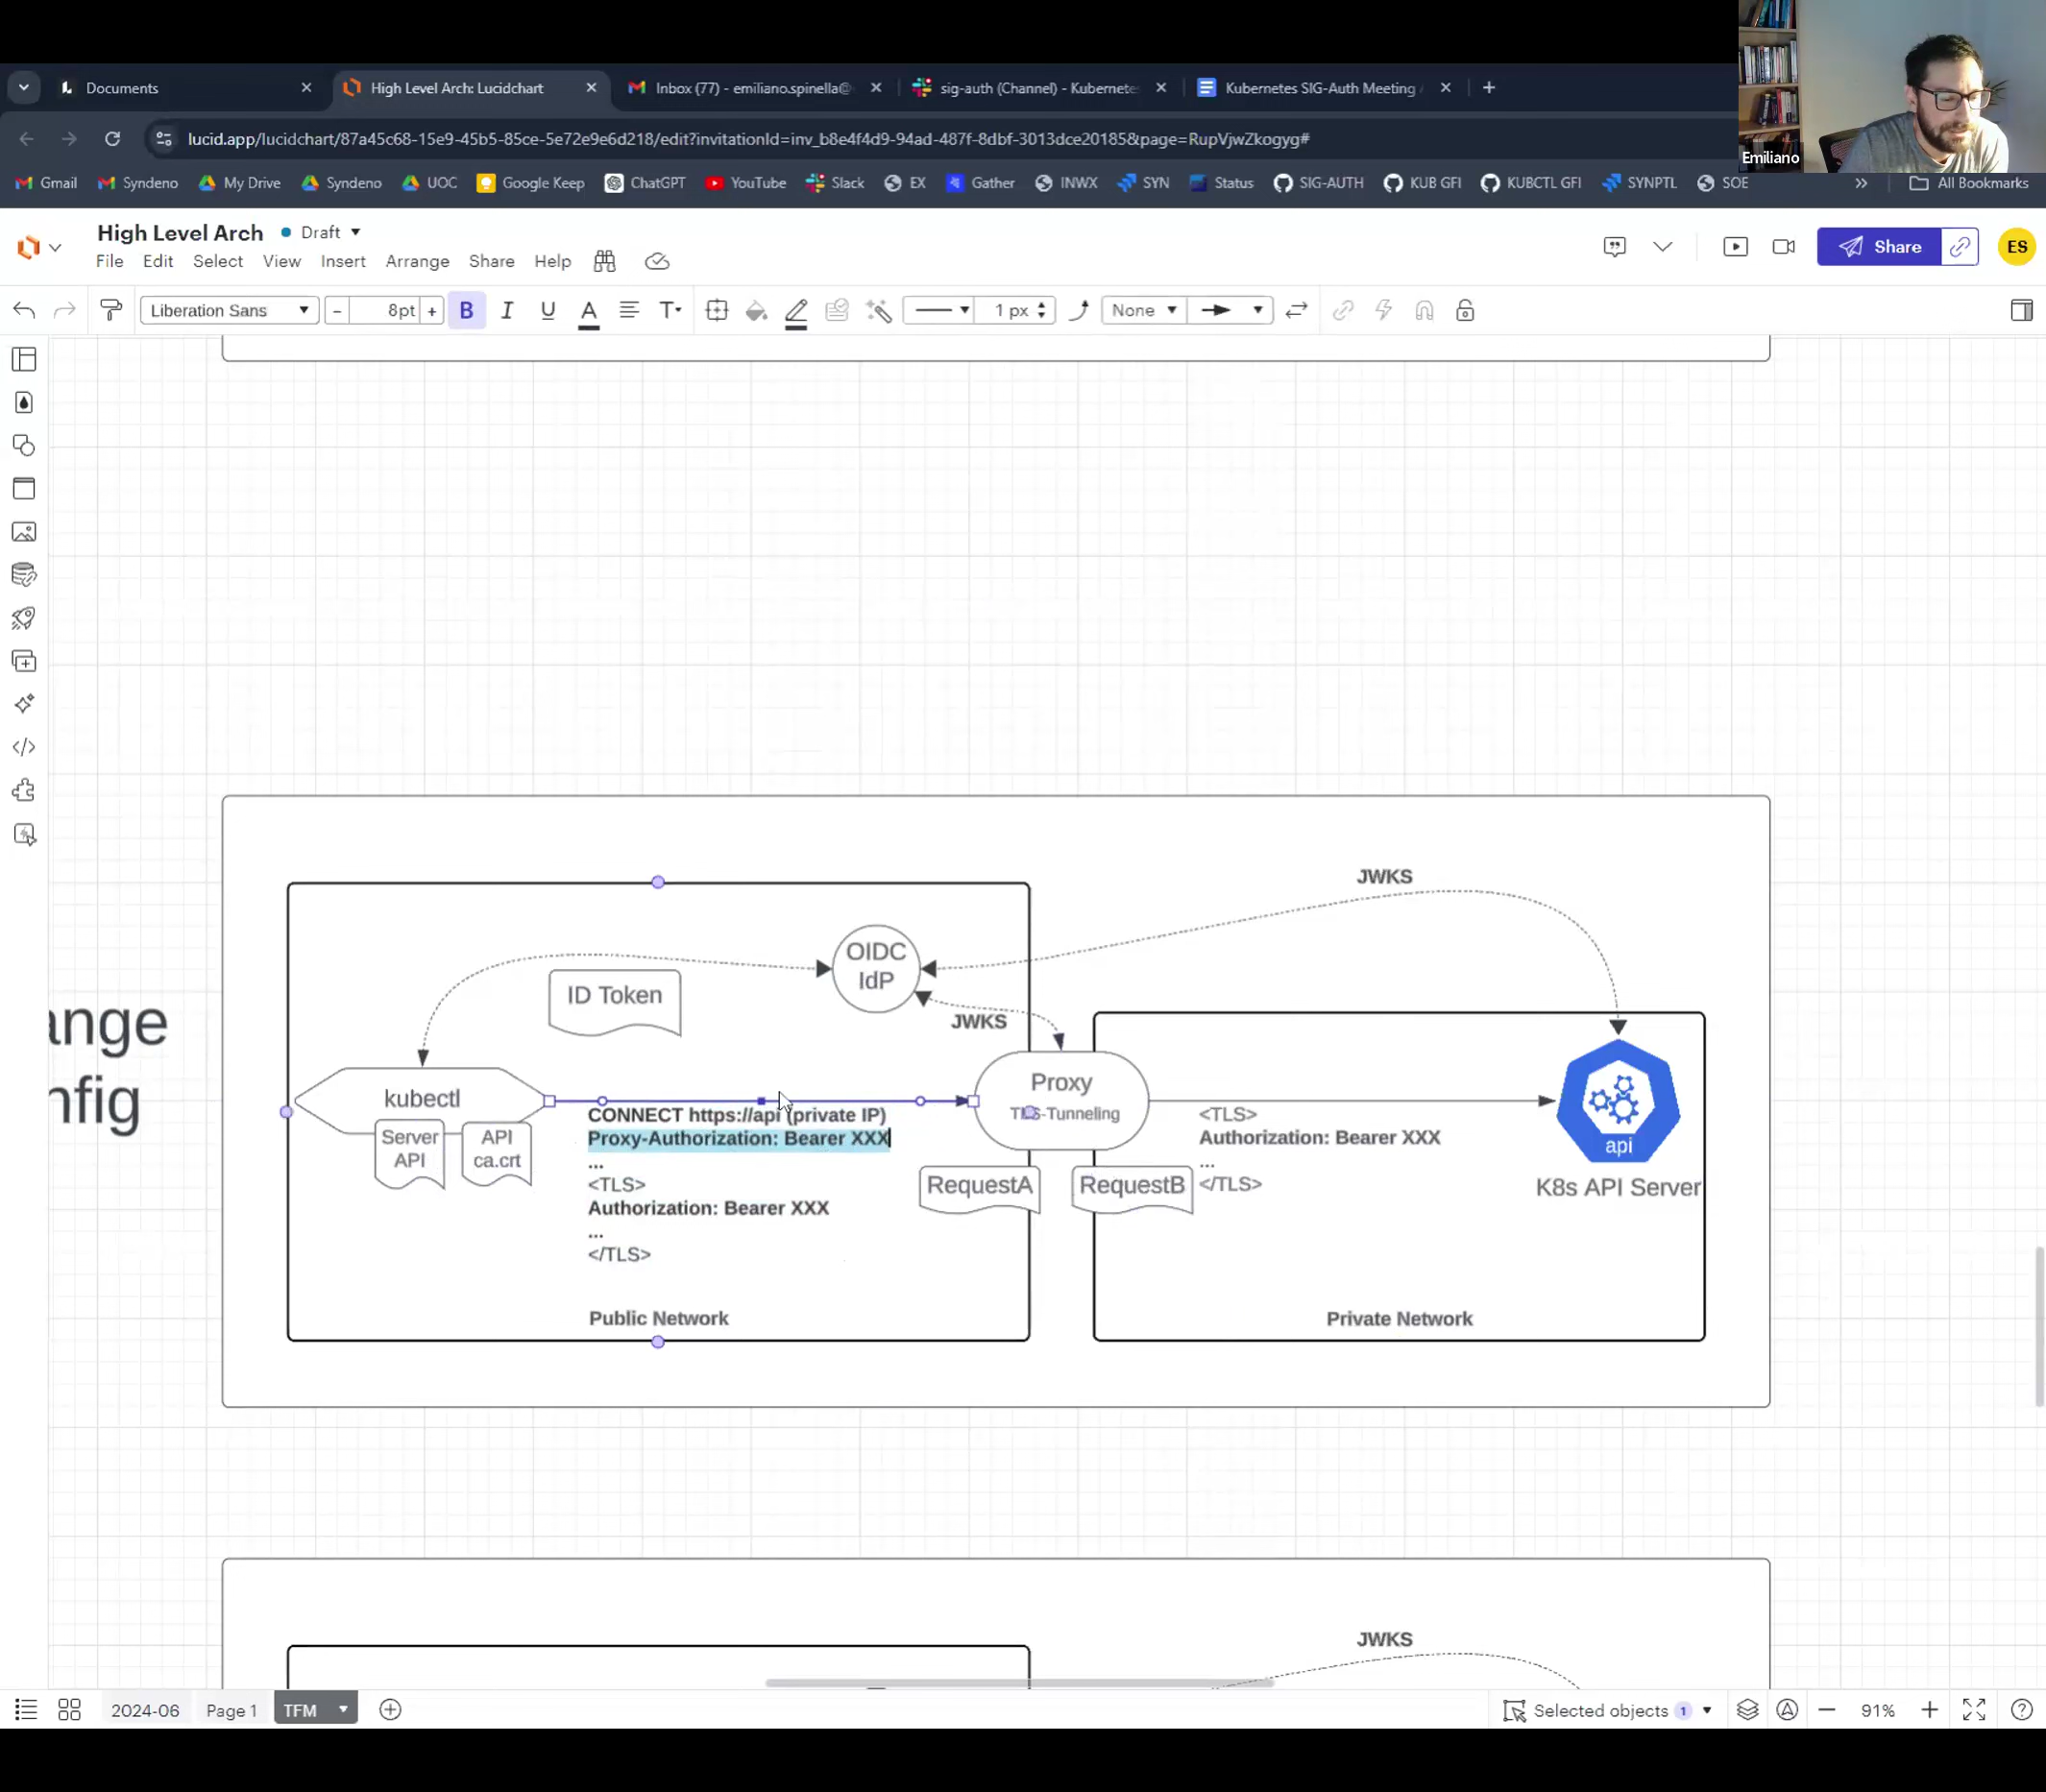 Documents
High Level Arch: Lucidchart
Inbox (77) - emiliano.spinella@
sig-auth (Channel) - Kubernete
Kubernetes SIG-Auth Meeting
lucid.app/lucidchart/87a45c68-15e9-45b5-85ce-5e72e9e6d218/edit?invitationId=inv_b8e4f4d9-94ad-487f-8dbf-3013dce20185&page=RupVjwZkogyg#
Emiliano
Gmail
Syndeno
My Drive
Syndeno
UOC
Google Keep
ChatGPT
YouTube
Slack
EX
Gather
INWX
SYN
Status
SIG-AUTH
KUB GFI
KUBCTL GFI
SYNPTL
SOE
»
All Bookmarks
High Level Arch
Draft
File Edit Select View Insert Arrange Share Help
Share
ES
Liberation Sans
- 8pt +
B I U A T
1 px
None
JWKS
OIDC
IdP
ID Token
JWKS
ange
nfig
kubectl
Server
API
API
ca.crt
CONNECT https://api (private IP)
Proxy-Authorization: Bearer XXX
...
<TLS>
Authorization: Bearer XXX
...
</TLS>
Proxy
TLS-Tunneling
RequestA
RequestB
<TLS>
Authorization: Bearer XXX
...
</TLS>
api
K8s API Server
Public Network
Private Network
JWKS
2024-06
Page 1
TFM
Selected objects 1
91%